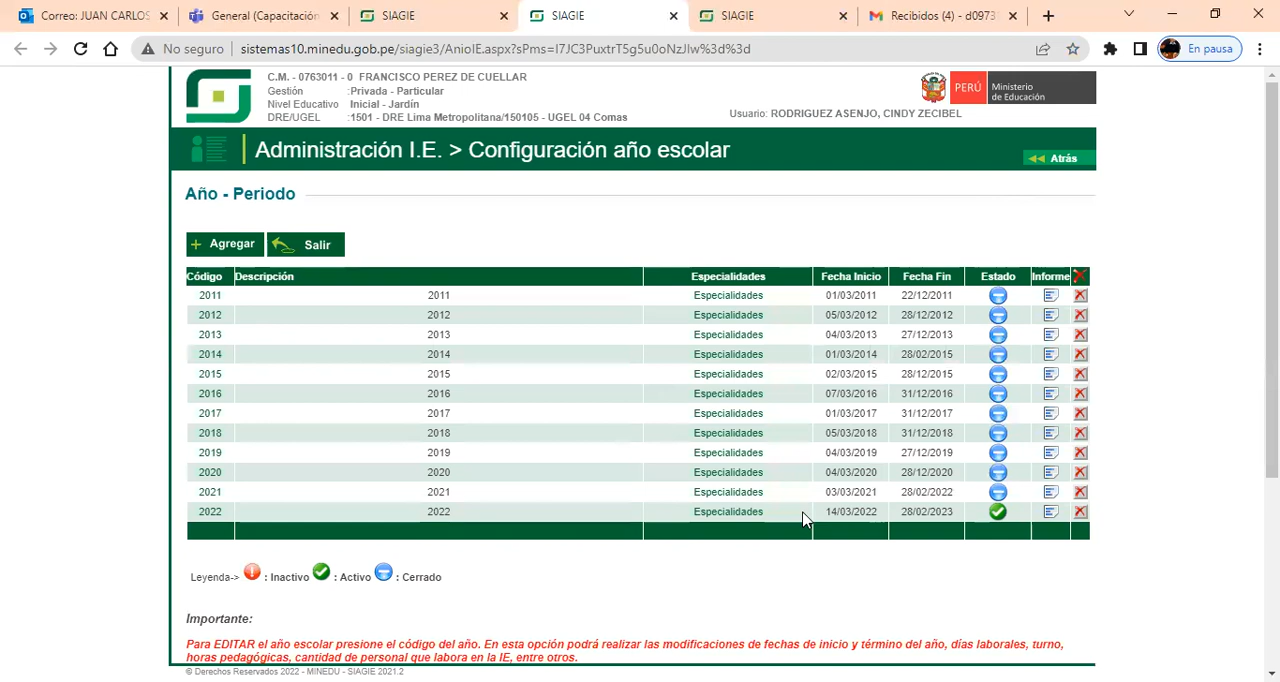 Correo: JUAN CARLOS
General (Capacitación
SIAGIE
SIAGIE
SIAGIE
Recibidos (4) - d0973
No seguro
sistemas10.minedu.gob.pe/siagie3/AnioIE.aspx?sPms=I7JC3PuxtrT5g5u0oNzJIw%3d%3d
En pausa
C.M. - 0763011 - 0 FRANCISCO PEREZ DE CUELLAR
Gestión :Privada - Particular
Nivel Educativo Inicial - Jardín
DRE/UGEL :1501 - DRE Lima Metropolitana/150105 - UGEL 04 Comas
PERÚ
Ministerio
de Educación
Usuario: RODRIGUEZ ASENJO, CINDY ZECIBEL
Administración I.E. > Configuración año escolar
Atrás
Año - Periodo
+ Agregar
Salir
Código Descripción Especialidades Fecha Inicio Fecha Fin Estado Informe
2011 2011 Especialidades 01/03/2011 22/12/2011
2012 2012 Especialidades 05/03/2012 28/12/2012
2013 2013 Especialidades 04/03/2013 27/12/2013
2014 2014 Especialidades 01/03/2014 28/02/2015
2015 2015 Especialidades 02/03/2015 28/12/2015
2016 2016 Especialidades 07/03/2016 31/12/2016
2017 2017 Especialidades 01/03/2017 31/12/2017
2018 2018 Especialidades 05/03/2018 31/12/2018
2019 2019 Especialidades 04/03/2019 27/12/2019
2020 2020 Especialidades 04/03/2020 28/12/2020
2021 2021 Especialidades 03/03/2021 28/02/2022
2022 2022 Especialidades 14/03/2022 28/02/2023
Leyenda-> : Inactivo : Activo : Cerrado
Importante:
Para EDITAR el año escolar presione el código del año. En esta opción podrá realizar las modificaciones de fechas de inicio y término del año, días laborales, turno,
horas pedagógicas, cantidad de personal que labora en la IE, entre otros.
© Derechos Reservados 2022 - MINEDU - SIAGIE 2021.2